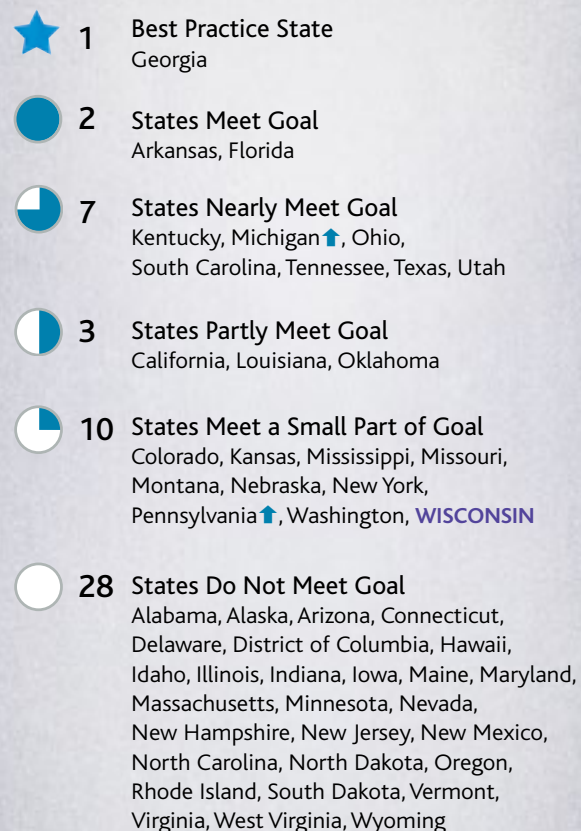 1 Best Practice State
Georgia
2 States Meet Goal
Arkansas, Florida
7 States Nearly Meet Goal
Kentucky, Michigan⬆, Ohio,
South Carolina, Tennessee, Texas, Utah
3 States Partly Meet Goal
California, Louisiana, Oklahoma
10 States Meet a Small Part of Goal
Colorado, Kansas, Mississippi, Missouri,
Montana, Nebraska, New York,
Pennsylvania⬆, Washington, WISCONSIN
28 States Do Not Meet Goal
Alabama, Alaska, Arizona, Connecticut,
Delaware, District of Columbia, Hawaii,
Idaho, Illinois, Indiana, Iowa, Maine, Maryland,
Massachusetts, Minnesota, Nevada,
New Hampshire, New Jersey, New Mexico,
North Carolina, North Dakota, Oregon,
Rhode Island, South Dakota, Vermont,
Virginia, West Virginia, Wyoming